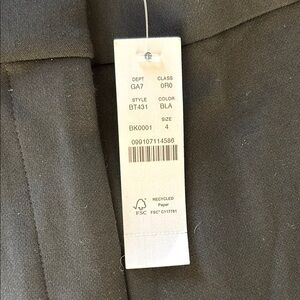 DEPT CLASS
GA7 0R0
STYLE COLOR
BT431 BLA
SIZE
BK0001 4
099107114586
FSC
RECYCLED
Paper
FSC® C117781